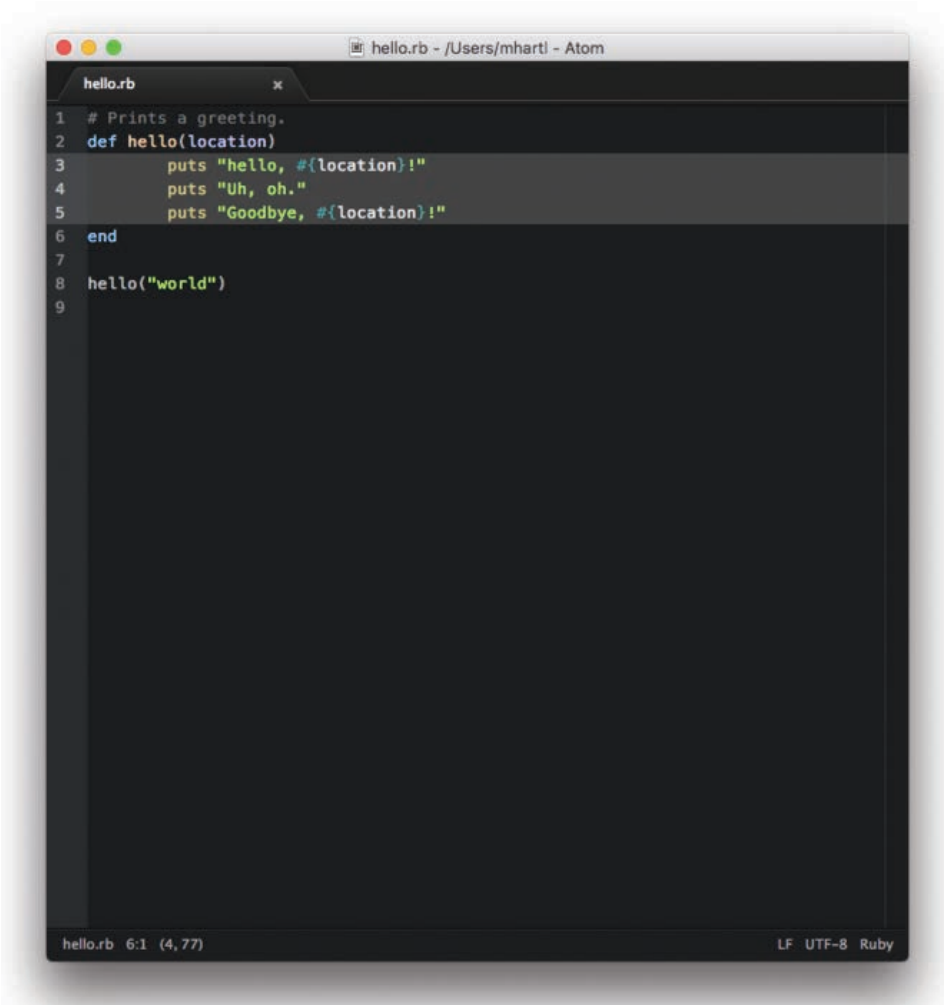 hello.rb - /Users/mhartl - Atom
hello.rb x
1 # Prints a greeting.
2 def hello(location)
3         puts "hello, #{location}!"
4         puts "Uh, oh."
5         puts "Goodbye, #{location}!"
6 end
7
8 hello("world")
9
hello.rb 6:1 (4, 77) LF UTF-8 Ruby